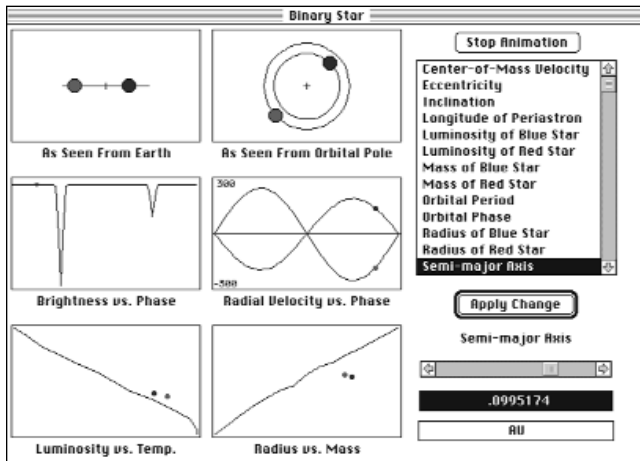 Binary Star
As Seen From Earth
As Seen From Orbital Pole
300
-300
Brightness vs. Phase
Radial Velocity vs. Phase
Luminosity vs. Temp.
Radius vs. Mass
Stop Animation
Center-of-Mass Velocity
Eccentricity
Inclination
Longitude of Periastron
Luminosity of Blue Star
Luminosity of Red Star
Mass of Blue Star
Mass of Red Star
Orbital Period
Orbital Phase
Radius of Blue Star
Radius of Red Star
Semi-major Axis
Apply Change
Semi-major Axis
.0995174
AU